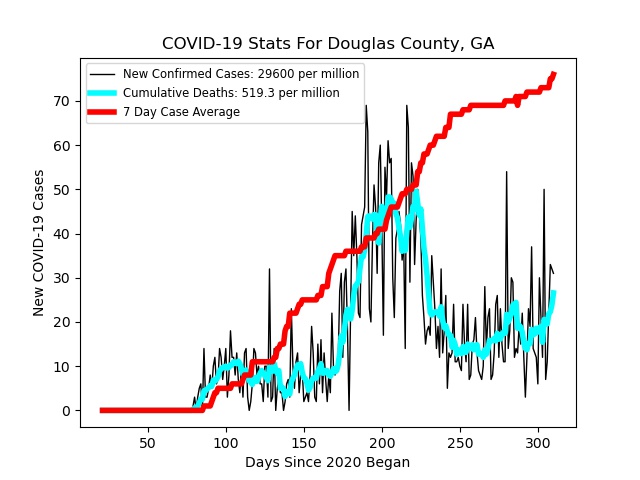 COVID-19 Stats For Douglas County, GA
New Confirmed Cases: 29600 per million
Cumulative Deaths: 519.3 per million
7 Day Case Average
New COVID-19 Cases
70
60
50
40
30
20
10
0
50
100
150
200
250
300
Days Since 2020 Began